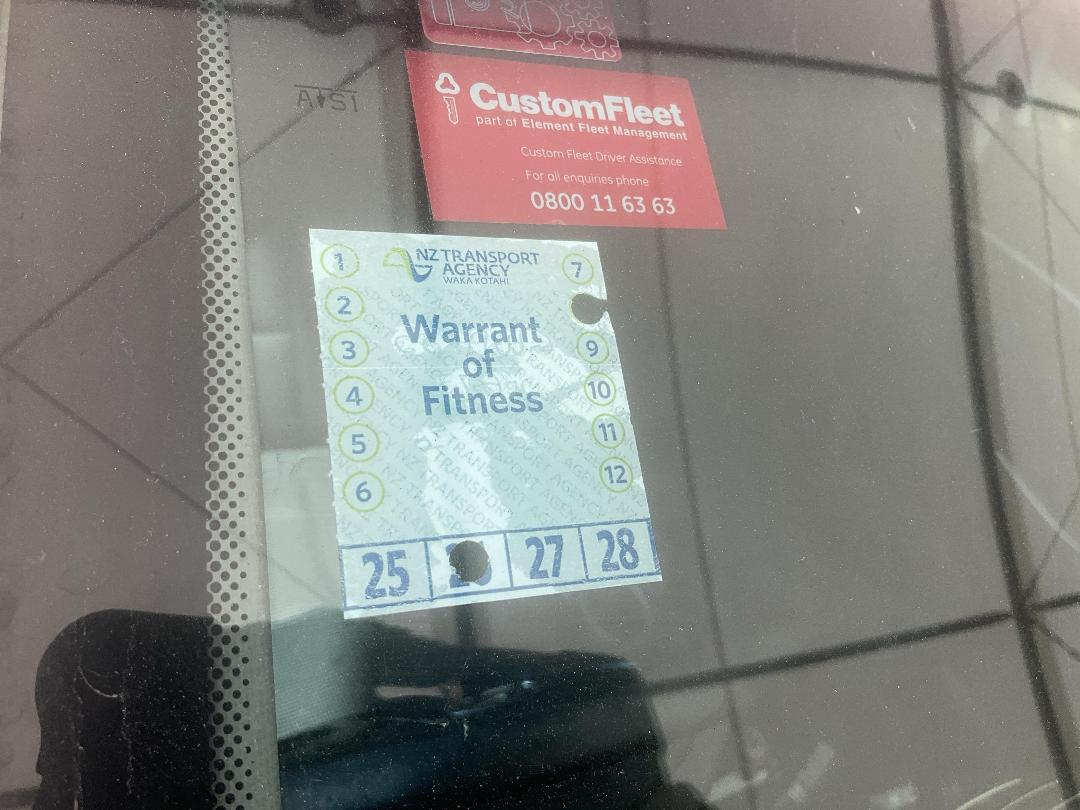 AIS1
CustomFleet
part of Element Fleet Management
Custom Fleet Driver Assistance
For all enquiries phone
0800 11 63 63
NZ TRANSPORT
AGENCY
WAKA KOTAHI
Warrant
of
Fitness
1
2
3
4
5
6
7
9
10
11
12
25 27 28